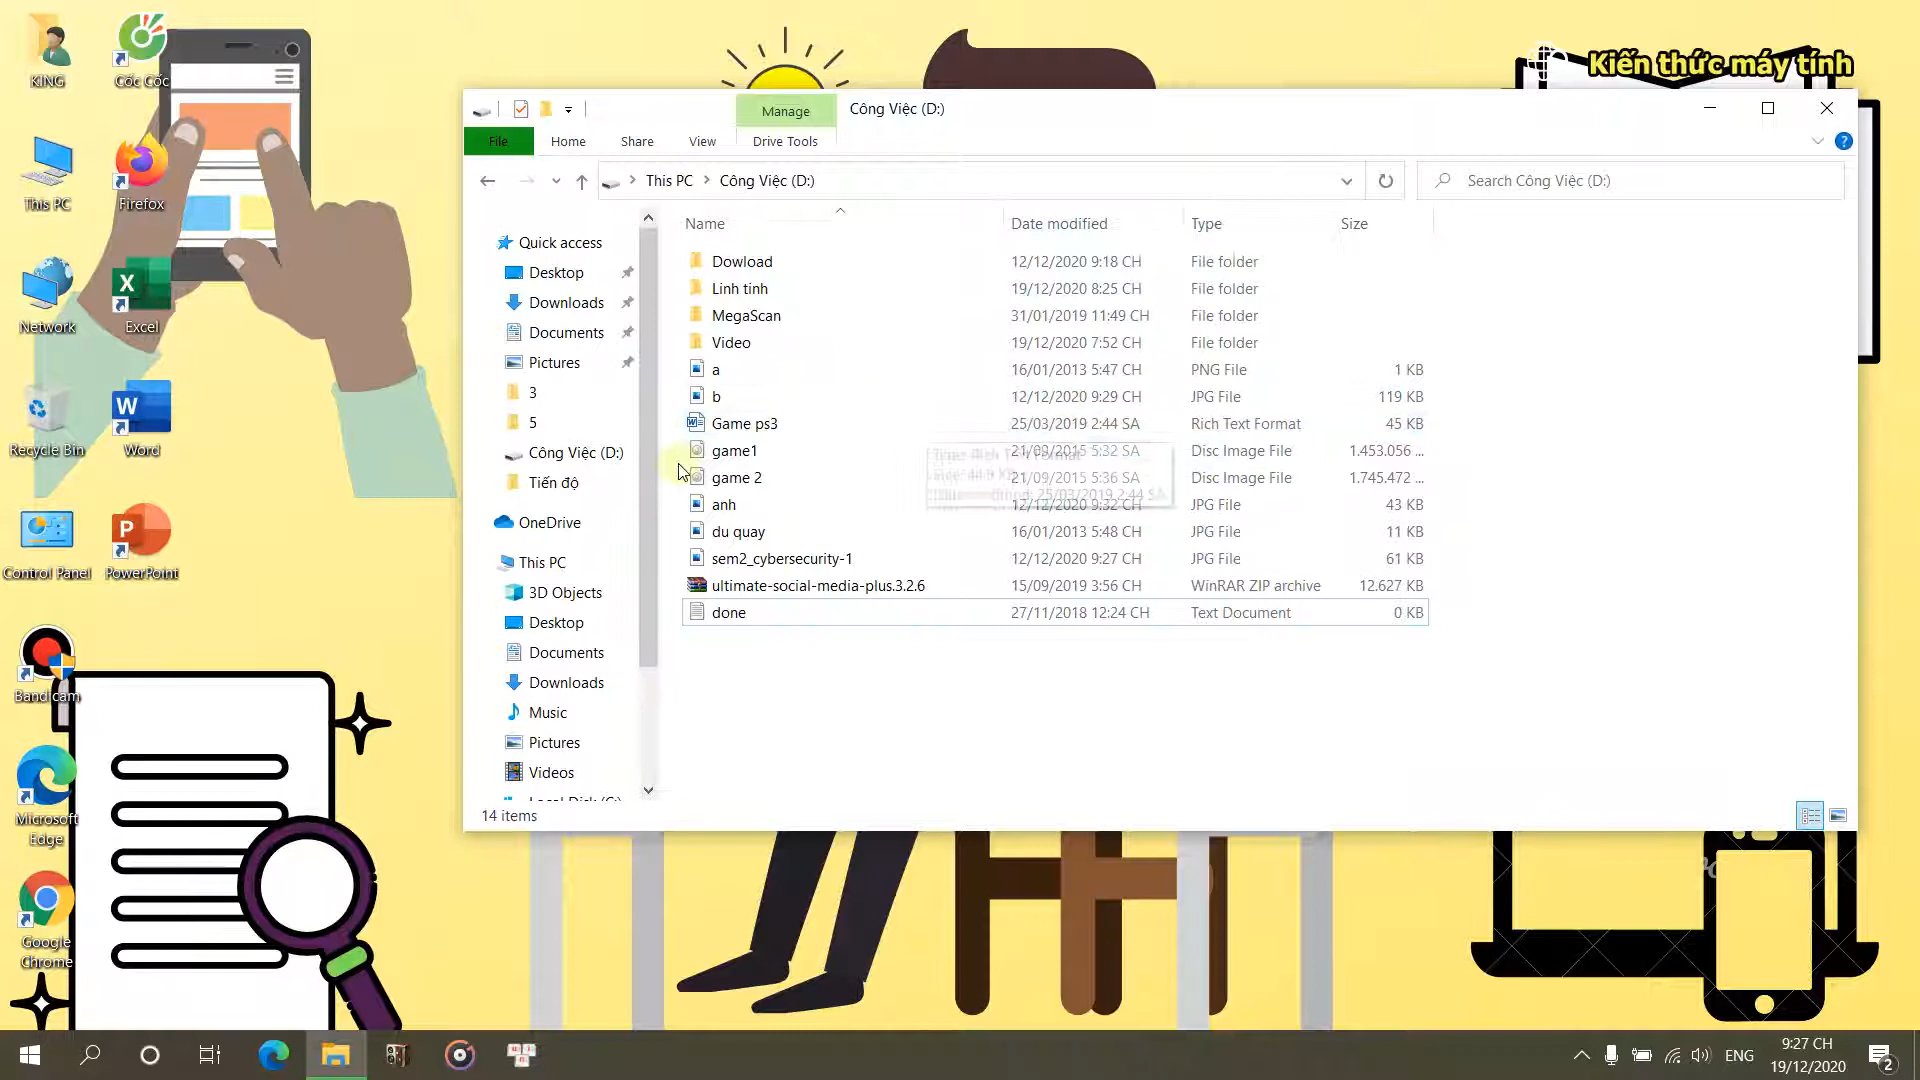 KING
Cốc Cốc
This PC
Firefox
Network
Excel
Recycle Bin
Word
Control Panel
PowerPoint
Bandicam
Microsoft
Edge
Google
Chrome
Kiến thức máy tính
Manage
Công Việc (D:)
File
Home
Share
View
Drive Tools
This PC
Công Việc (D:)
Search Công Việc (D:)
Quick access
Desktop
Downloads
Documents
Pictures
3
5
Công Việc (D:)
Tiến độ
OneDrive
This PC
3D Objects
Desktop
Documents
Downloads
Music
Pictures
Videos
Name Date modified Type Size
Dowload 12/12/2020 9:18 CH File folder
Linh tinh 19/12/2020 8:25 CH File folder
MegaScan 31/01/2019 11:49 CH File folder
Video 19/12/2020 7:52 CH File folder
a 16/01/2013 5:47 CH PNG File 1 KB
b 12/12/2020 9:29 CH JPG File 119 KB
Game ps3 25/03/2019 2:44 SA Rich Text Format 45 KB
game1 21/09/2015 5:32 SA Disc Image File 1.453.056 ...
game 2 21/09/2015 5:36 SA Disc Image File 1.745.472 ...
anh 12/12/2020 9:32 CH JPG File 43 KB
du quay 16/01/2013 5:48 CH JPG File 11 KB
sem2_cybersecurity-1 12/12/2020 9:27 CH JPG File 61 KB
ultimate-social-media-plus.3.2.6 15/09/2019 3:56 CH WinRAR ZIP archive 12.627 KB
done 27/11/2018 12:24 CH Text Document 0 KB
14 items
ENG
9:27 CH
19/12/2020
2